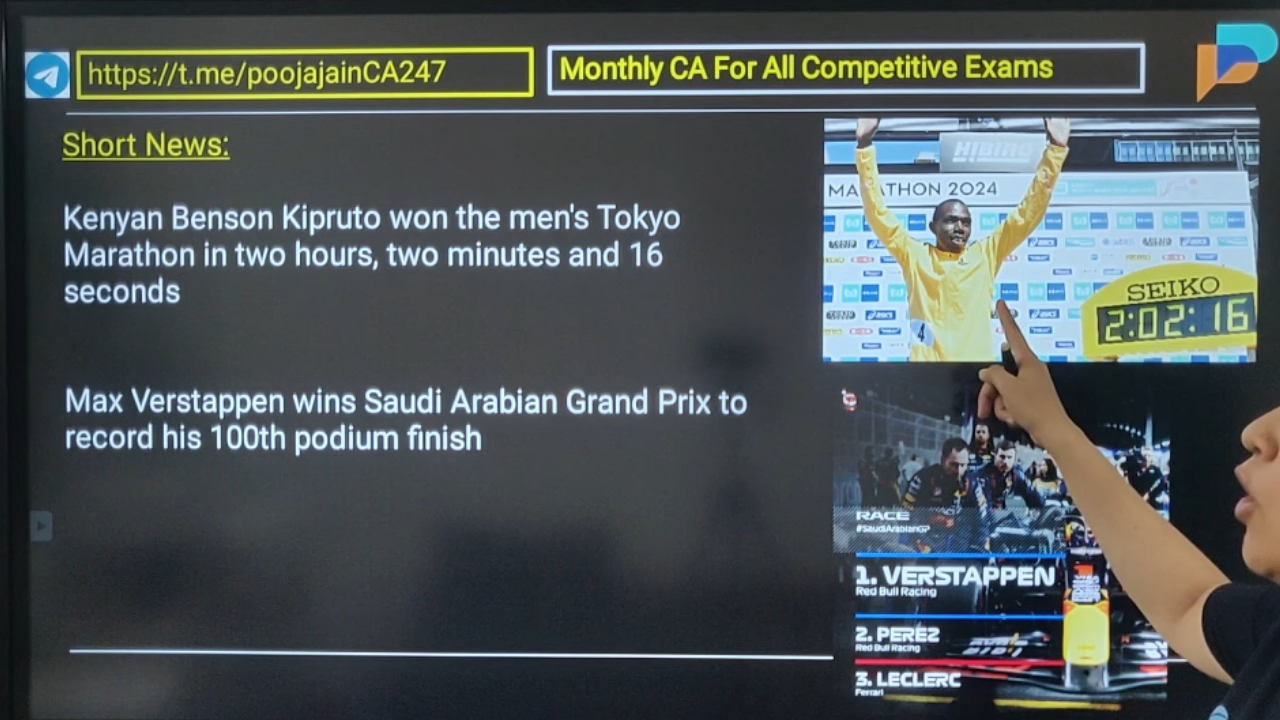 https://t.me/poojajainCA247
Monthly CA For All Competitive Exams
Short News:
Kenyan Benson Kipruto won the men's Tokyo
Marathon in two hours, two minutes and 16
seconds
Max Verstappen wins Saudi Arabian Grand Prix to
record his 100th podium finish
HIBINO
MARATHON 2024
4
SEIKO
2:02:16
RACE
#SaudiArabianGP
1. VERSTAPPEN
Red Bull Racing
2. PEREZ
Red Bull Racing
3. LECLERC
Ferrari